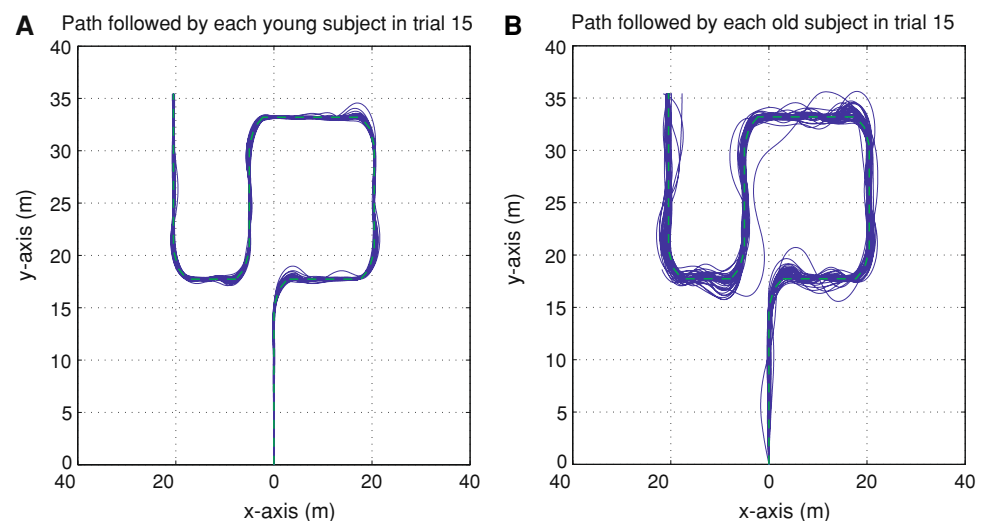 A Path followed by each young subject in trial 15
40
35
30
25
20
15
10
5
0
40 20 0 20 40
y-axis (m)
x-axis (m)
B Path followed by each old subject in trial 15
40
35
30
25
20
15
10
5
0
40 20 0 20 40
y-axis (m)
x-axis (m)